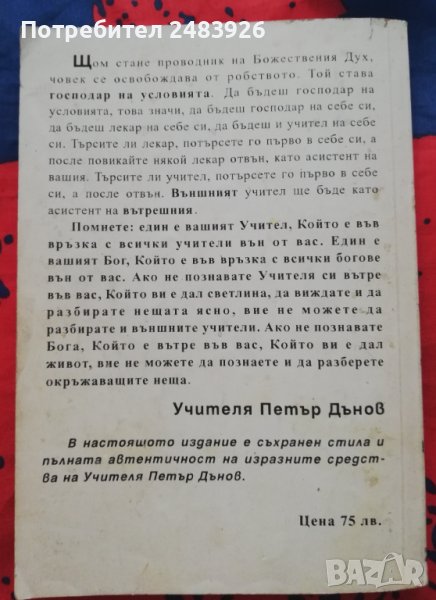 Потребител 2483926
Щом стане проводник на Божествения Дух,
човек се освобождава от робството. Той става
господар на условията. Да бъдеш господар на
условията, това значи, да бъдеш господар на себе си,
да бъдеш лекар на себе си, да бъдеш и учител на себе
си. Търсите ли лекар, потърсете го първо в себе си, а
после повикайте някой лекар отвън, като асистент на
вашия. Търсите ли учител, потърсете го първо в себе
си, а после отвън. Външният учител ще бъде като
асистент на вътрешния.
Помнете: един е вашият Учител, Който е във
връзка с всички учители вън от вас. Един е
вашият Бог, Който е във връзка с всички богове
вън от вас. Ако не познавате Учителя си вътре
във вас, Който ви е дал светлина, да виждате и да
разбирате нещата ясно, вие не можете да
разбирате и външните учители. Ако не познавате
Бога, Който е вътре във вас, Който ви е дал
живот, вие не можете да познаете и да разберете
окръжаващите неща.
Учителя Петър Дънов
В настоящото издание е съхранен стила и
пълната автентичност на изразните средст-
ва на Учителя Петър Дънов.
Цена 75 лв.
BAZAR